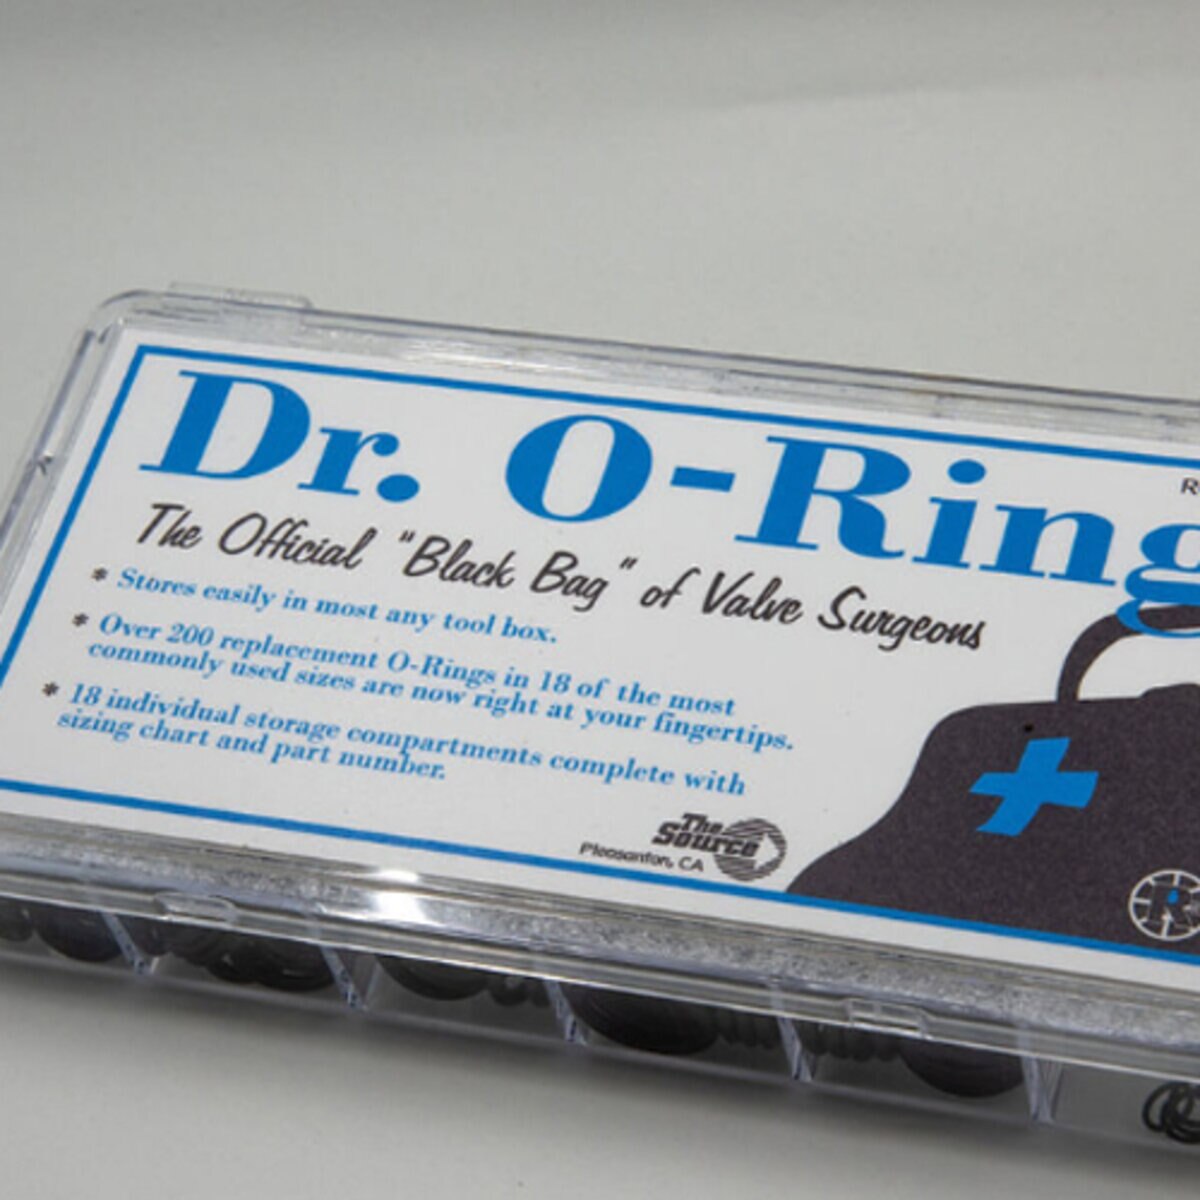 Dr. O-Ring
The Official "Black Bag" of Valve Surgeons
* Stores easily in most any tool box.
* Over 200 replacement O-Rings in 18 of the most
commonly used sizes are now right at your fingertips.
* 18 individual storage compartments complete with
sizing chart and part number.
The
Source
Pleasanton, CA
R